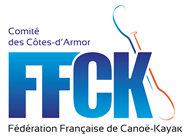 Comité
des Côtes-d'Armor
FFCK
Fédération Française de Canoë-Kayak